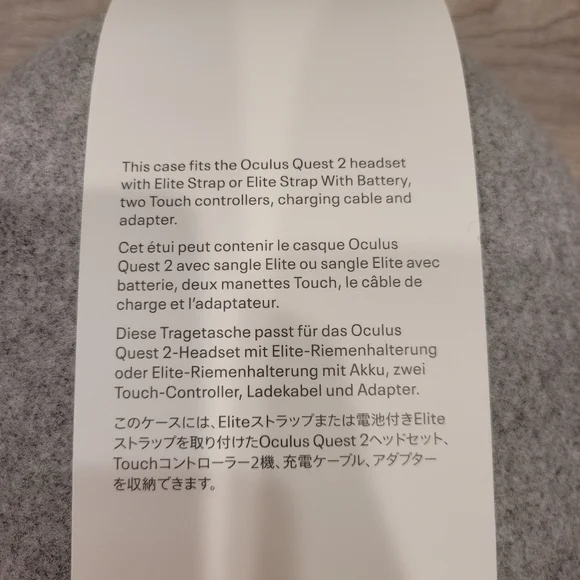 This case fits the Oculus Quest 2 headset
with Elite Strap or Elite Strap With Battery,
two Touch controllers, charging cable and
adapter.
Cet étui peut contenir le casque Oculus
Quest 2 avec sangle Elite ou sangle Elite avec
batterie, deux manettes Touch, le câble de
charge et l'adaptateur.
Diese Tragetasche passt für das Oculus
Quest 2-Headset mit Elite-Riemenhalterung
oder Elite-Riemenhalterung mit Akku, zwei
Touch-Controller, Ladekabel und Adapter.
このケースには、Eliteストラップまたは電池付きElite
ストラップを取り付けたOculus Quest 2ヘッドセット、
Touchコントローラー2機、充電ケーブル、アダプター
を収納できます。